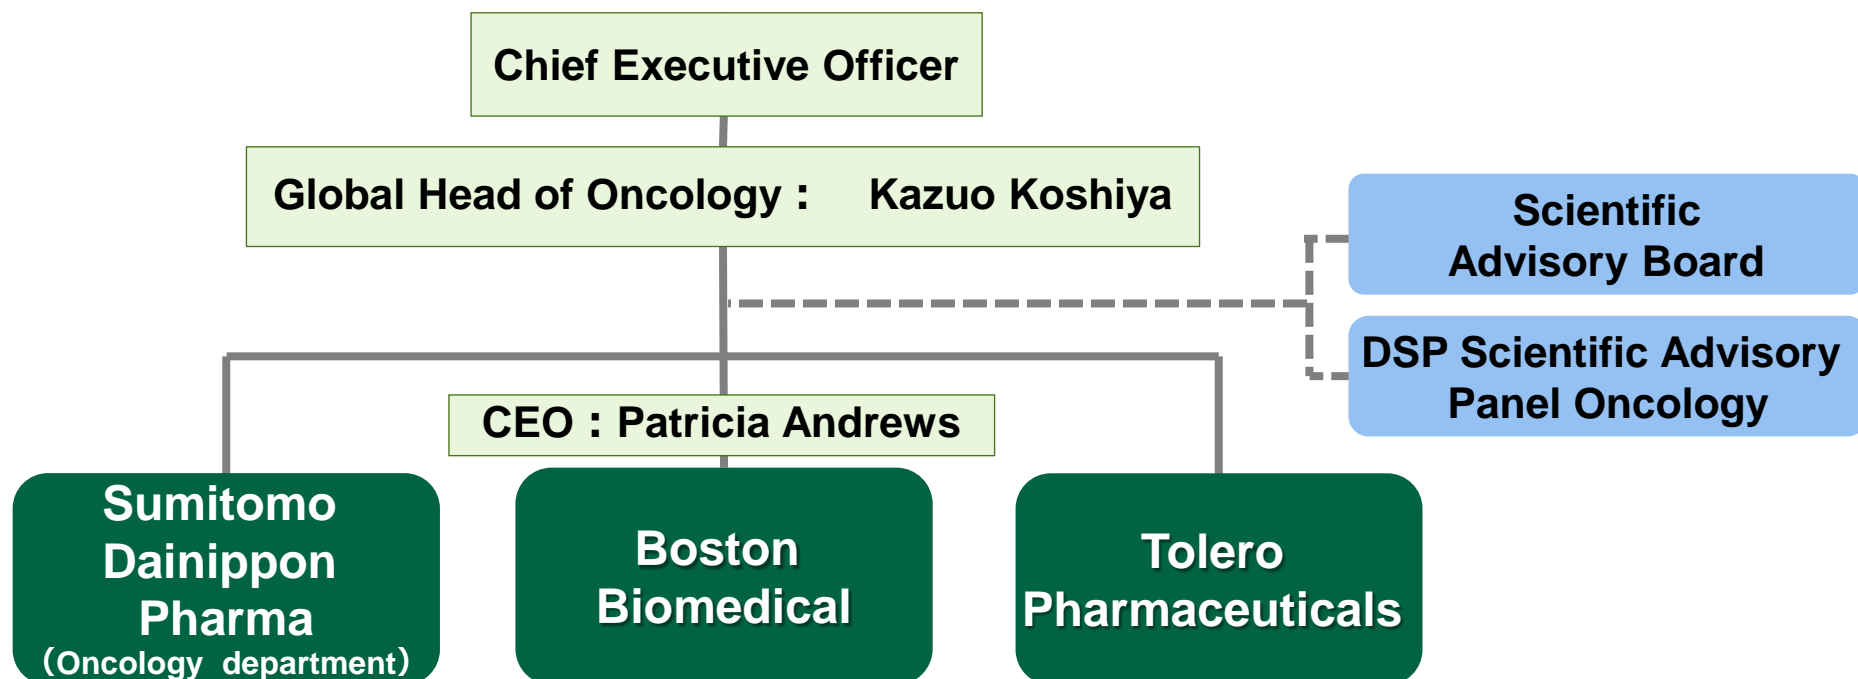 Chief Executive Officer
Global Head of Oncology： Kazuo Koshiya
Scientific
Advisory Board
DSP Scientific Advisory
Panel Oncology
CEO：Patricia Andrews
Sumitomo
Dainippon
Pharma
（Oncology department）
Boston
Biomedical
Tolero
Pharmaceuticals